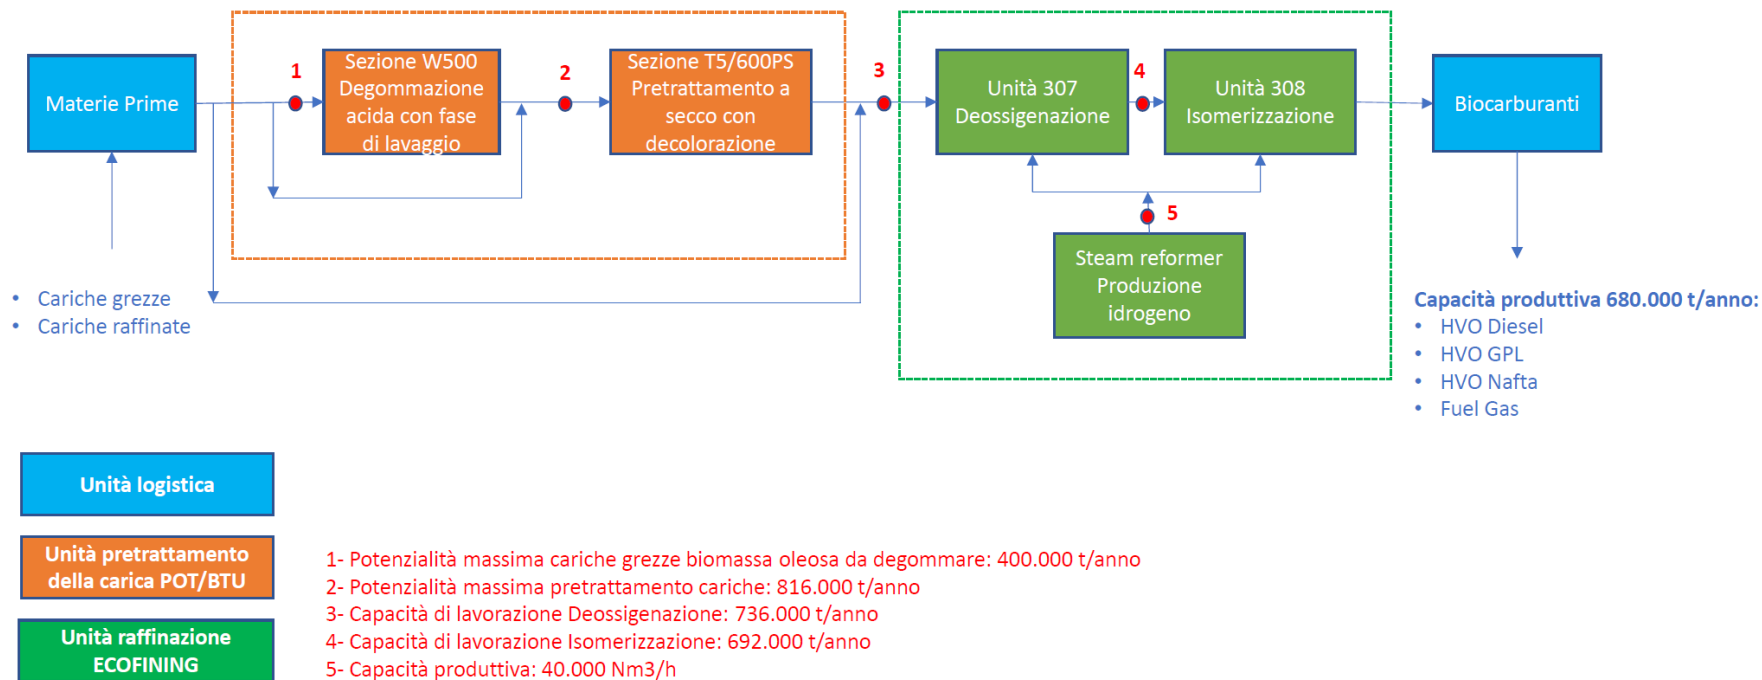 Materie Prime
1
Sezione W500
Degommazione
acida con fase
di lavaggio
2
Sezione T5/600PS
Pretrattamento a
secco con
decolorazione
3
Unità 307
Deossigenazione
4
Unità 308
Isomerizzazione
Biocarburanti
5
Steam reformer
Produzione
idrogeno
• Cariche grezze
• Cariche raffinate
Capacità produttiva 680.000 t/anno:
• HVO Diesel
• HVO GPL
• HVO Nafta
• Fuel Gas
Unità logistica
Unità pretrattamento
della carica POT/BTU
Unità raffinazione
ECOFINING
1- Potenzialità massima cariche grezze biomassa oleosa da degommare: 400.000 t/anno
2- Potenzialità massima pretrattamento cariche: 816.000 t/anno
3- Capacità di lavorazione Deossigenazione: 736.000 t/anno
4- Capacità di lavorazione Isomerizzazione: 692.000 t/anno
5- Capacità produttiva: 40.000 Nm3/h